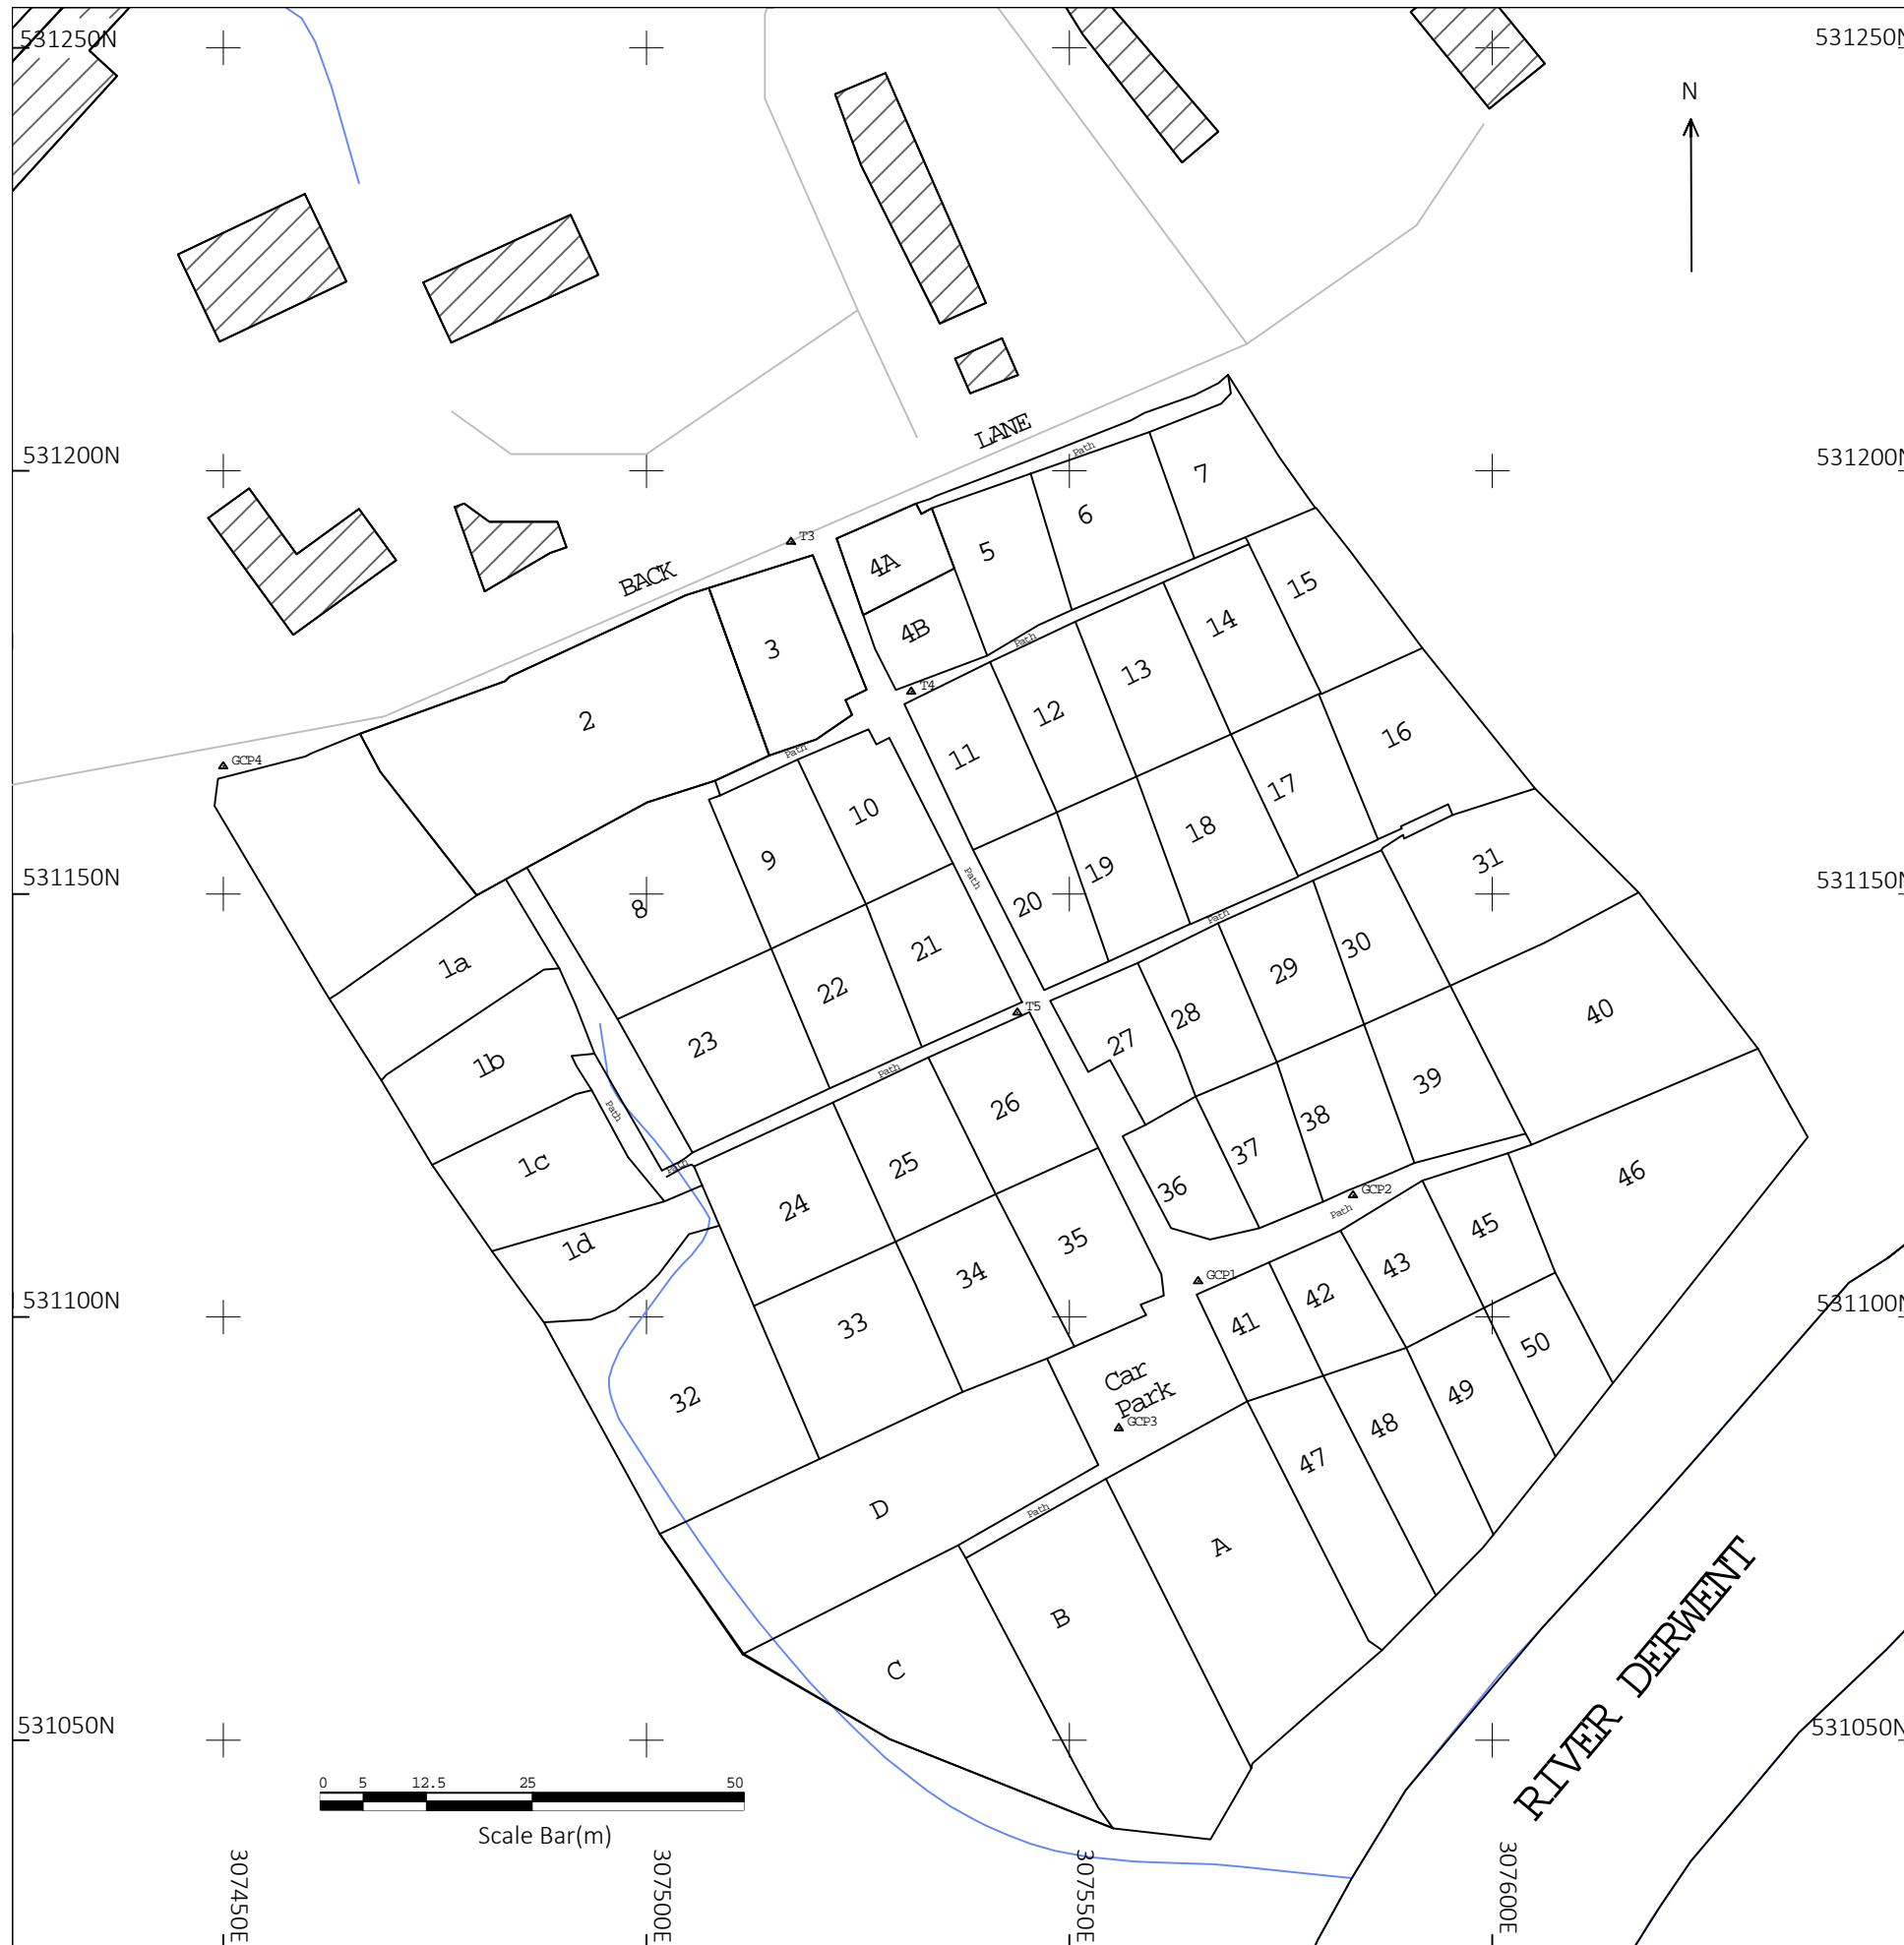 531250N
531250N
N
531200N
531200N
LANE
Path
7
6
5
4A
T3
BACK
4B
15
14
3
Path
13
T4
12
2
16
11
Path
GCP4
17
10
18
9
31
19
531150N
531150N
Path
20
8
Path
21
30
1a
29
22
40
T5
28
27
23
1b
Path
39
26
Path
38
37
25
1c
Path
46
36
GCP2
24
Path
45
35
1d
43
34
GCP1
42
531100N
531100N
41
33
50
Car
Park
49
32
48
GCP3
47
D
Path
A
B
C
RIVER DERWENT
531050N
531050N
0 5 12.5 25 50
Scale Bar(m)
307450E
307500E
307550E
307600E